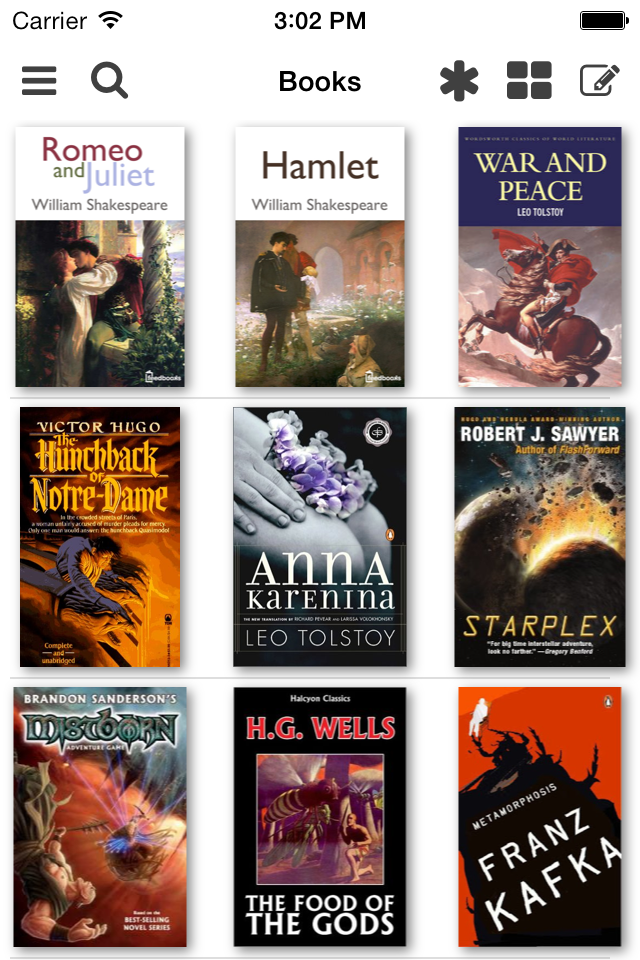 Carrier
3:02 PM
Books
Romeo
and Juliet
William Shakespeare
feedbooks
Hamlet
William Shakespeare
feedbooks
WORDSWORTH CLASSICS OF WORLD LITERATURE
WAR AND
PEACE
LEO TOLSTOY
VICTOR HUGO
The
Hunchback
OF
Notre-Dame
In the crowded streets of Paris,
a woman unfairly accused of murder pleads for mercy.
Only one man would answer: the hunchback Quasimodo!
Complete
— and —
unabridged
ANNA
KARENINA
THE NEW TRANSLATION BY RICHARD PEVEAR AND LARISSA VOLOKHONSKY
LEO TOLSTOY
HUGO AND NEBULA AWARD-WINNING AUTHOR
ROBERT J. SAWYER
Author of FlashForward
STARPLEX
"For big time interstellar adventure,
look no further." —Gregory Benford
BRANDON SANDERSON'S
MISTBORN
ADVENTURE GAME
Based on the
BEST-SELLING
NOVEL SERIES
Halcyon Classics
H.G. WELLS
THE FOOD OF
THE GODS
METAMORPHOSIS
FRANZ
KAFKA